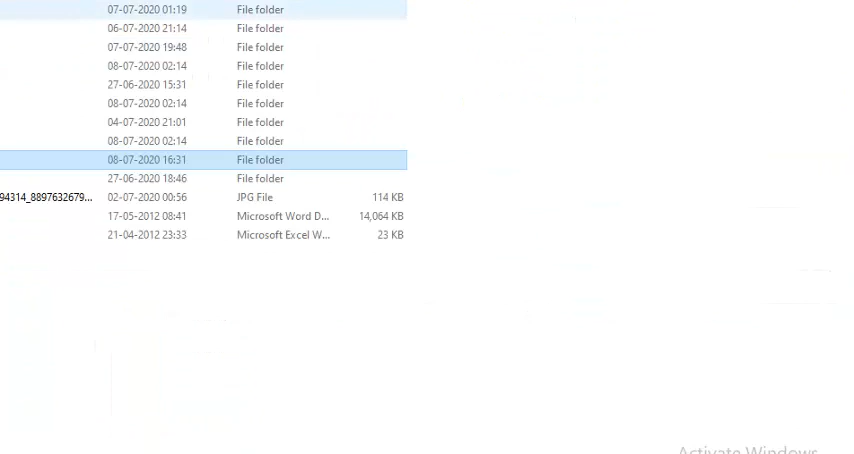 07-07-2020 01:19 File folder
06-07-2020 21:14 File folder
07-07-2020 19:48 File folder
08-07-2020 02:14 File folder
27-06-2020 15:31 File folder
08-07-2020 02:14 File folder
04-07-2020 21:01 File folder
08-07-2020 02:14 File folder
08-07-2020 16:31 File folder
27-06-2020 18:46 File folder
94314_8897632679... 02-07-2020 00:56 JPG File 114 KB
17-05-2012 08:41 Microsoft Word D... 14,064 KB
21-04-2012 23:33 Microsoft Excel W... 23 KB
Activate Windows